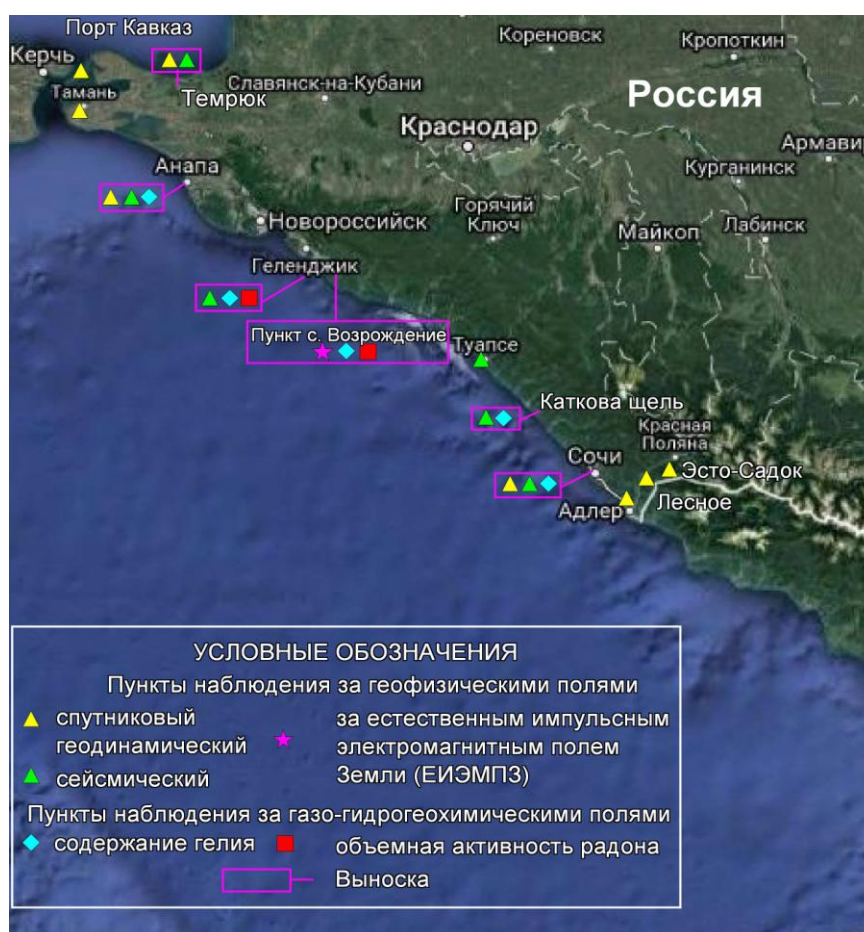 Порт Кавказ
Кореновск
Кропоткин
Керчь
Тамань
Темрюк
Славянск-на-Кубани
Россия
Краснодар
Армави
Анапа
Курганинск
Новороссийск
Горячий
Ключ
Майкоп
Лабинск
Геленджик
Пункт с. Возрождение
Туапсе
Каткова щель
Красная
Поляна
Сочи
Эсто-Садок
Лесное
Адлер
УСЛОВНЫЕ ОБОЗНАЧЕНИЯ
Пункты наблюдения за геофизическими полями
спутниковый
геодинамический
за естественным импульсным
электромагнитным полем
Земли (ЕИЭМПЗ)
сейсмический
Пункты наблюдения за газо-гидрогеохимическими полями
содержание гелия
объемная активность радона
Выноска